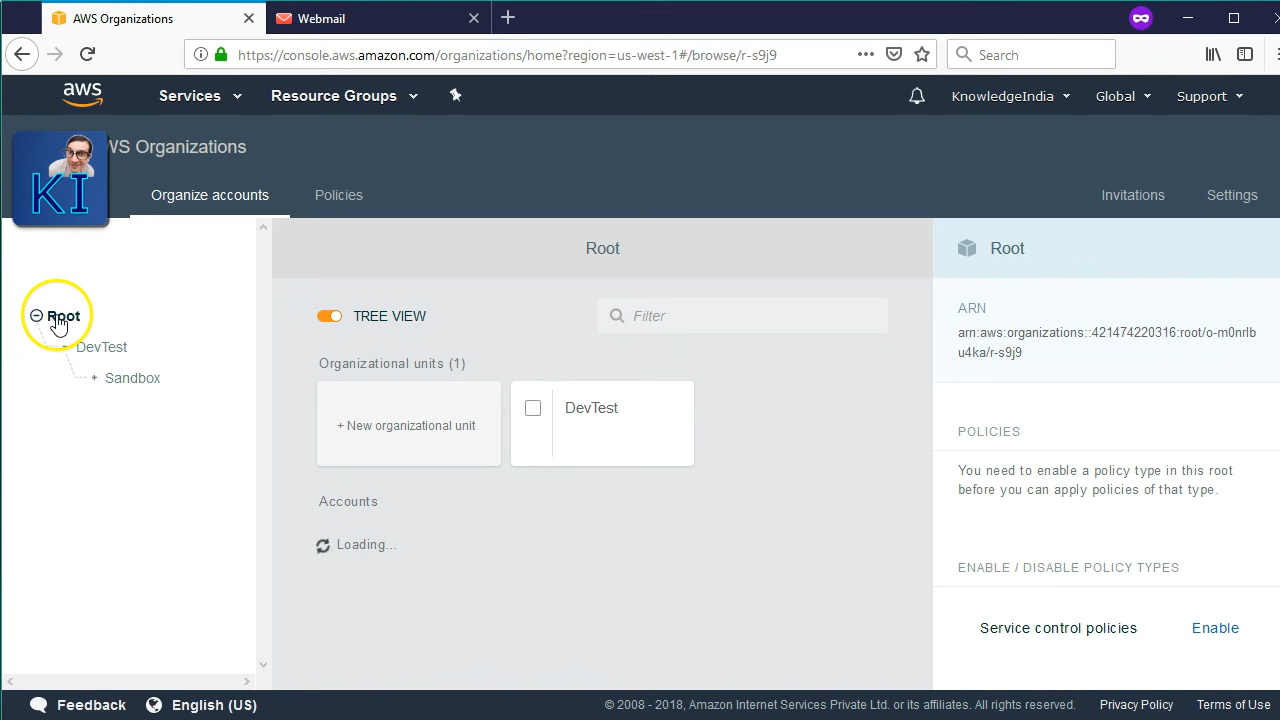 AWS Organizations
Webmail
https://console.aws.amazon.com/organizations/home?region=us-west-1#/browse/r-s9j9
Search
aws
Services
Resource Groups
KnowledgeIndia
Global
Support
WS Organizations
KI
Organize accounts
Policies
Invitations
Settings
Root
DevTest
Sandbox
Root
TREE VIEW
Filter
Organizational units (1)
+ New organizational unit
DevTest
Accounts
Loading...
Root
ARN
arn:aws:organizations::421474220316:root/o-m0nrlb
u4ka/r-s9j9
POLICIES
You need to enable a policy type in this root
before you can apply policies of that type.
ENABLE / DISABLE POLICY TYPES
Service control policies
Enable
Feedback
English (US)
© 2008 - 2018, Amazon Internet Services Private Ltd. or its affiliates. All rights reserved.
Privacy Policy
Terms of Use